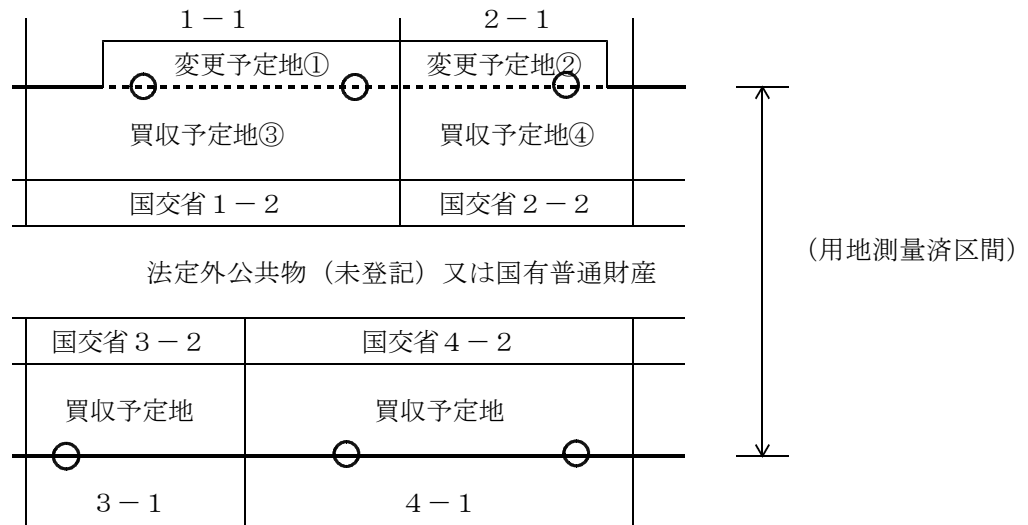 １－１
２－１
変更予定地①
変更予定地②
買収予定地③
買収予定地④
国交省１－２
国交省２－２
（用地測量済区間）
法定外公共物（未登記）又は国有普通財産
国交省３－２
国交省４－２
買収予定地
買収予定地
３－１
４－１